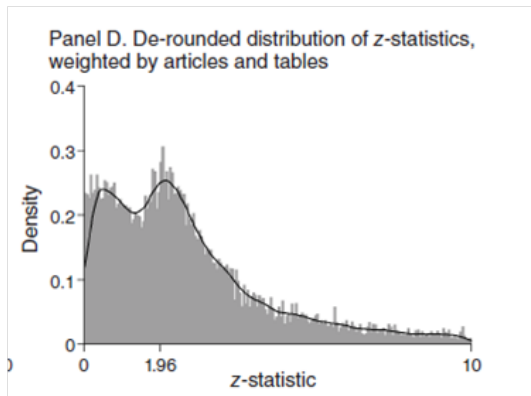 Panel D. De-rounded distribution of z-statistics,
weighted by articles and tables
0.4
0.3
0.2
0.1
0
Density
0
1.96
10
z-statistic